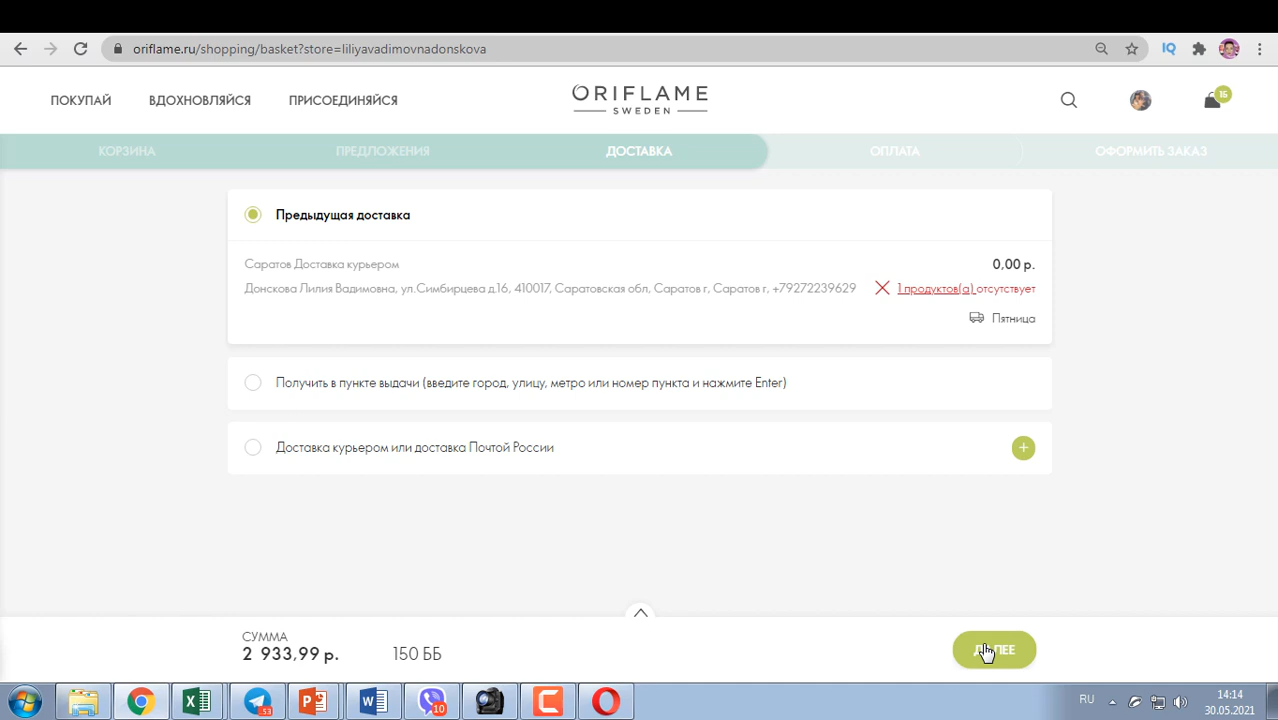 oriflame.ru/shopping/basket?store=liliyavadimovnadonskova
IQ
ПОКУПАЙ ВДОХНОВЛЯЙСЯ ПРИСОЕДИНЯЙСЯ
ORIFLAME
SWEDEN
15
КОРЗИНА ПРЕДЛОЖЕНИЯ ДОСТАВКА ОПЛАТА ОФОРМИТЬ ЗАКАЗ
Предыдущая доставка
Саратов Доставка курьером 0,00 р.
Донскова Лилия Вадимовна, ул.Симбирцева д.16, 410017, Саратовская обл, Саратов г, Саратов г, +79272239629 1 продуктов(а) отсутствует
Пятница
Получить в пункте выдачи (введите город, улицу, метро или номер пункта и нажмите Enter)
Доставка курьером или доставка Почтой России
СУММА
2 933,99 р. 150 ББ
53
10
RU
14:14
30.05.2021